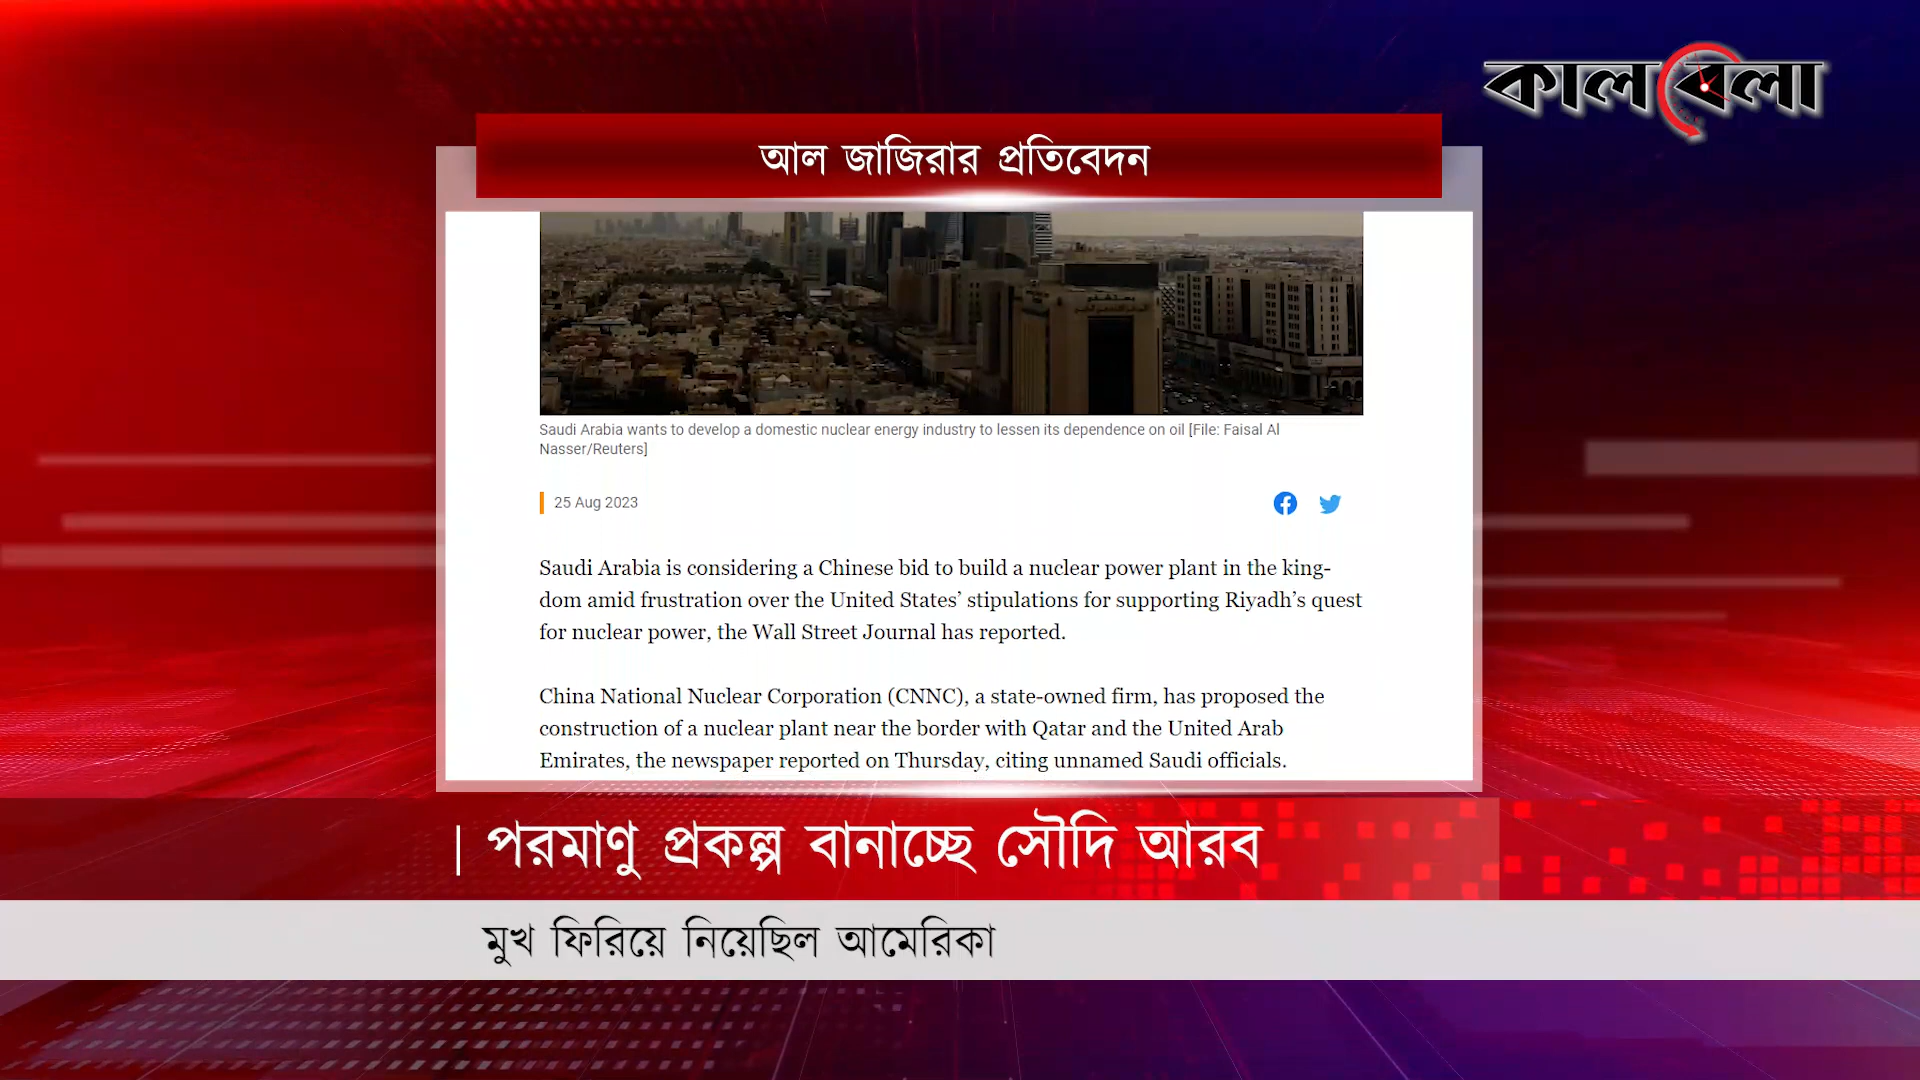 কালবেলা
আল জাজিরার প্রতিবেদন
Saudi Arabia wants to develop a domestic nuclear energy industry to lessen its dependence on oil [File: Faisal Al
Nasser/Reuters]
25 Aug 2023
Saudi Arabia is considering a Chinese bid to build a nuclear power plant in the king-
dom amid frustration over the United States’ stipulations for supporting Riyadh’s quest
for nuclear power, the Wall Street Journal has reported.
China National Nuclear Corporation (CNNC), a state-owned firm, has proposed the
construction of a nuclear plant near the border with Qatar and the United Arab
Emirates, the newspaper reported on Thursday, citing unnamed Saudi officials.
| পরমাণু প্রকল্প বানাচ্ছে সৌদি আরব
মুখ ফিরিয়ে নিয়েছিল আমেরিকা